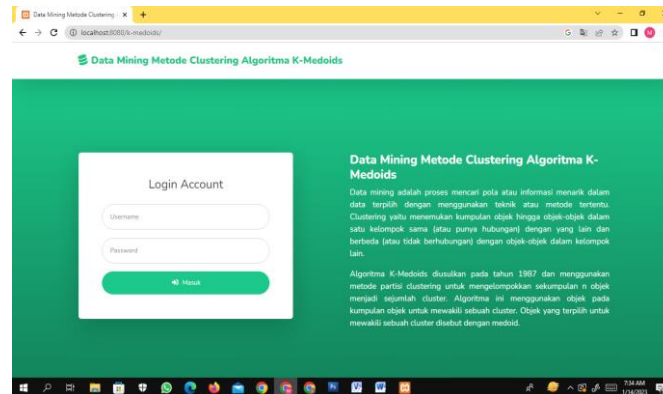 Data Mining Metode Clustering
localhost:8080/k-medoids/
Data Mining Metode Clustering Algoritma K-Medoids
Login Account
Username
Password
Masuk
Data Mining Metode Clustering Algoritma K-
Medoids
Data mining adalah proses mencari pola atau informasi menarik dalam
data terpilih dengan menggunakan teknik atau metode tertentu.
Clustering yaitu menemukan kumpulan objek hingga objek-objek dalam
satu kelompok sama (atau punya hubungan) dengan yang lain dan
berbeda (atau tidak berhubungan) dengan objek-objek dalam kelompok
lain.
Algoritma K-Medoids diusulkan pada tahun 1987 dan menggunakan
metode partisi clustering untuk mengelompokkan sekumpulan n objek
menjadi sejumlah cluster. Algoritma ini menggunakan objek pada
kumpulan objek untuk mewakili sebuah cluster. Objek yang terpilih untuk
mewakili sebuah cluster disebut dengan medoid.
7:34 AM
1/14/2023